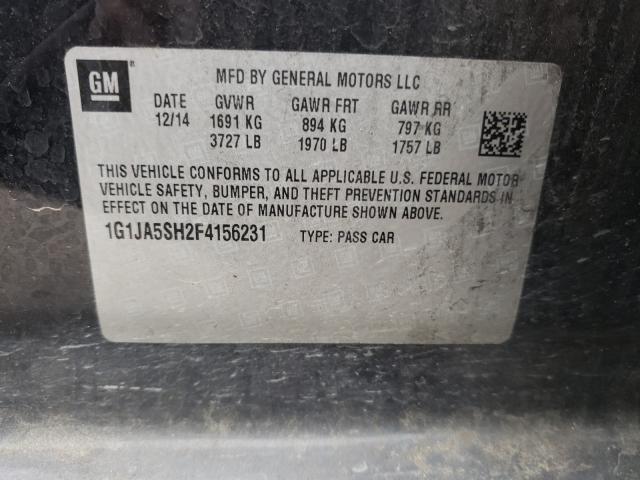 GM
MFD BY GENERAL MOTORS LLC
DATE GVWR GAWR FRT GAWR RR
12/14 1691 KG 894 KG 797 KG
3727 LB 1970 LB 1757 LB
THIS VEHICLE CONFORMS TO ALL APPLICABLE U.S. FEDERAL MOTOR
VEHICLE SAFETY, BUMPER, AND THEFT PREVENTION STANDARDS IN
EFFECT ON THE DATE OF MANUFACTURE SHOWN ABOVE.
1G1JA5SH2F4156231 TYPE: PASS CAR